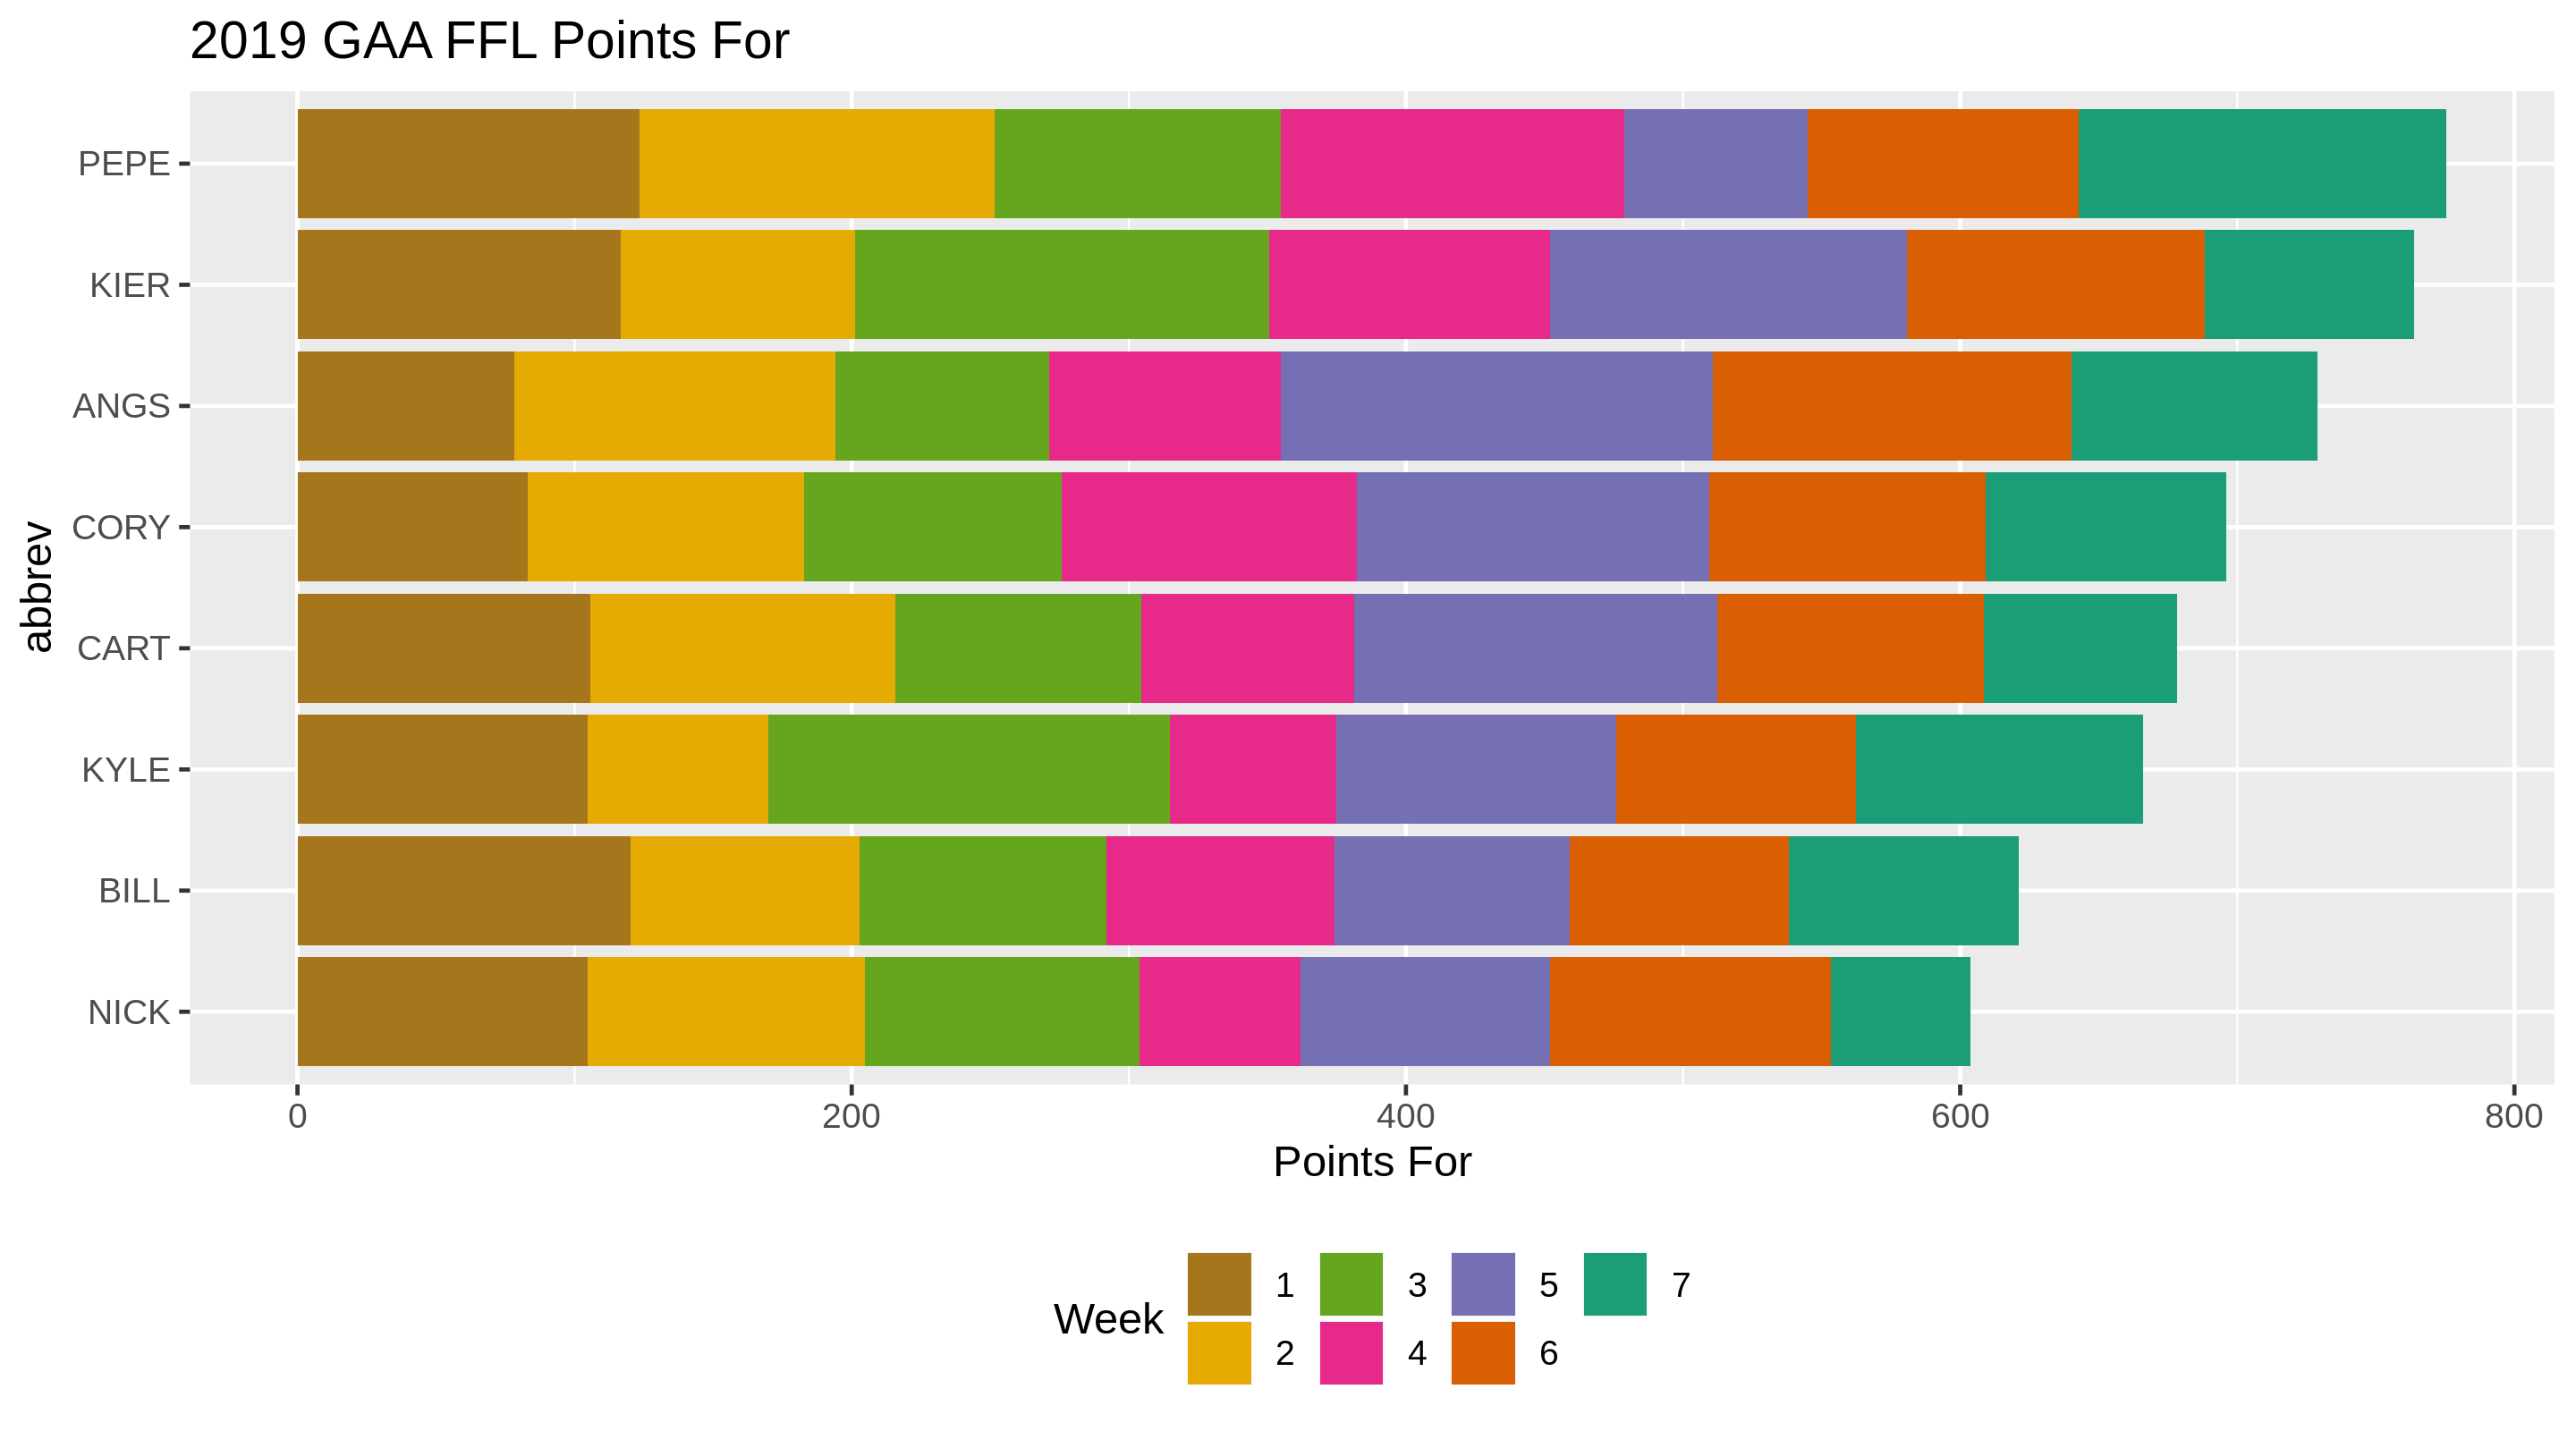 2019 GAA FFL Points For
abbrev
PEPE
KIER
ANGS
CORY
CART
KYLE
BILL
NICK
0 200 400 600 800
Points For
Week
1 3 5 7
2 4 6